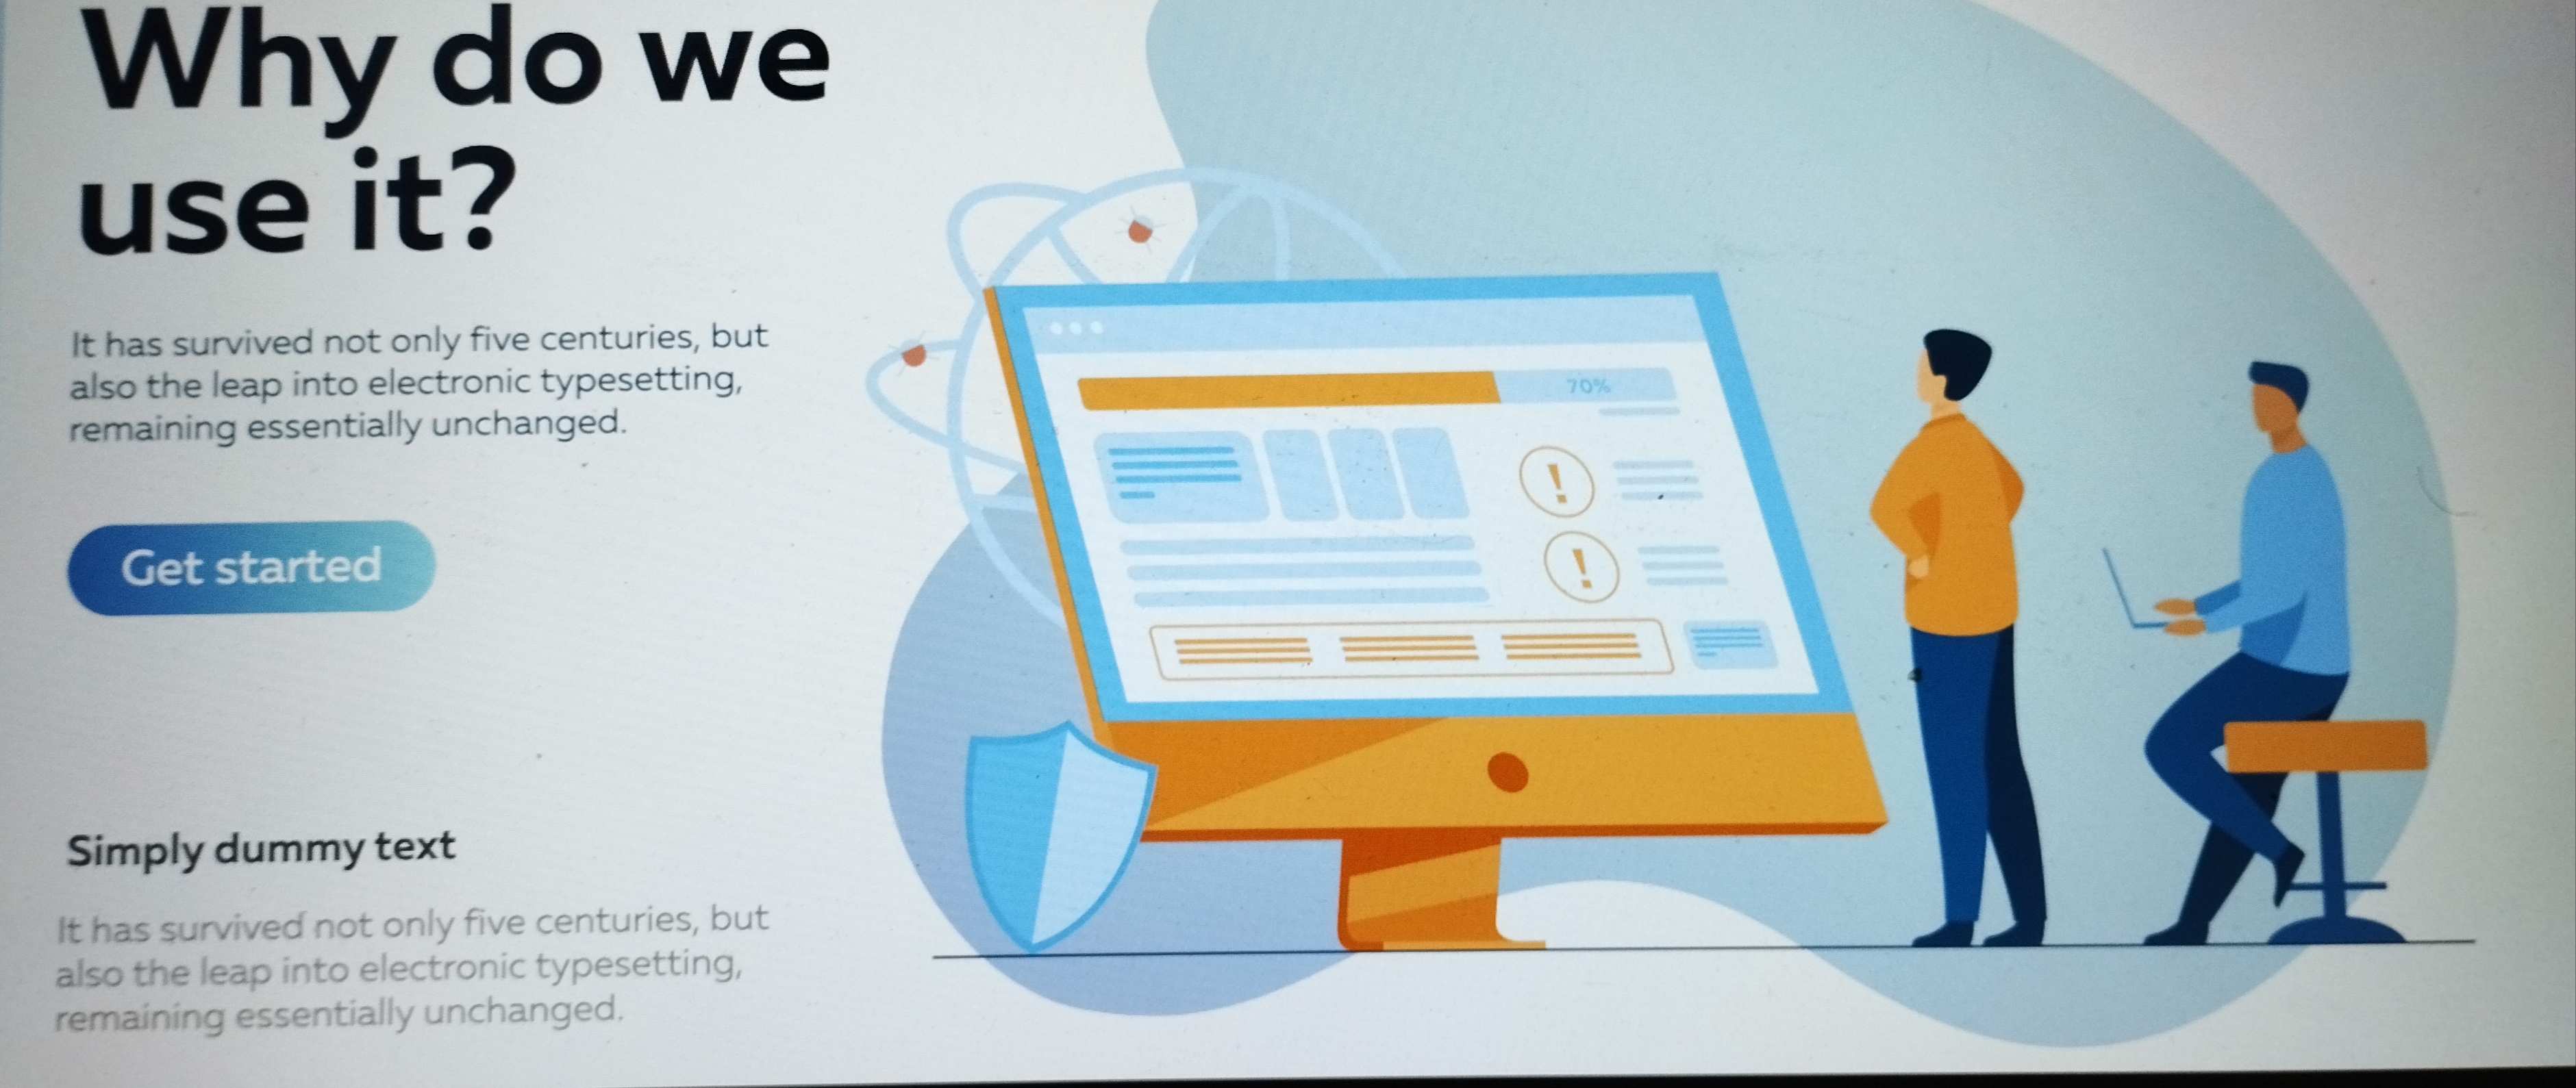 Why do we
use it?
It has survived not only five centuries, but
also the leap into electronic typesetting,
remaining essentially unchanged.
Get started
70%
Simply dummy text
It has survived not only five centuries, but
also the leap into electronic typesetting,
remaining essentially unchanged.